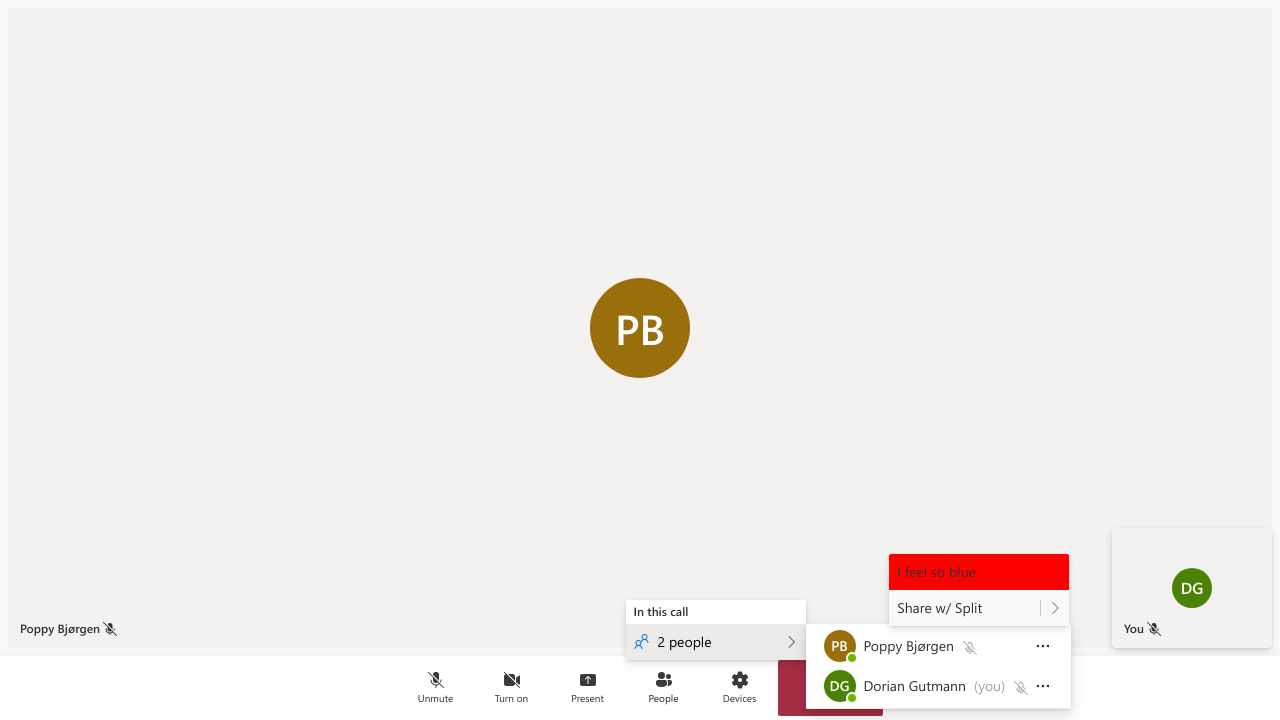 PB
I feel so blue
Share w/ Split
DG
In this call
2 people
Poppy Bjørgen
You
PB Poppy Bjørgen
DG Dorian Gutmann (you)
Unmute
Turn on
Present
People
Devices